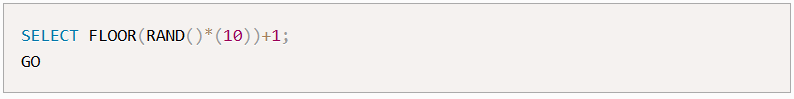 SELECT FLOOR(RAND()*(10))+1;
GO